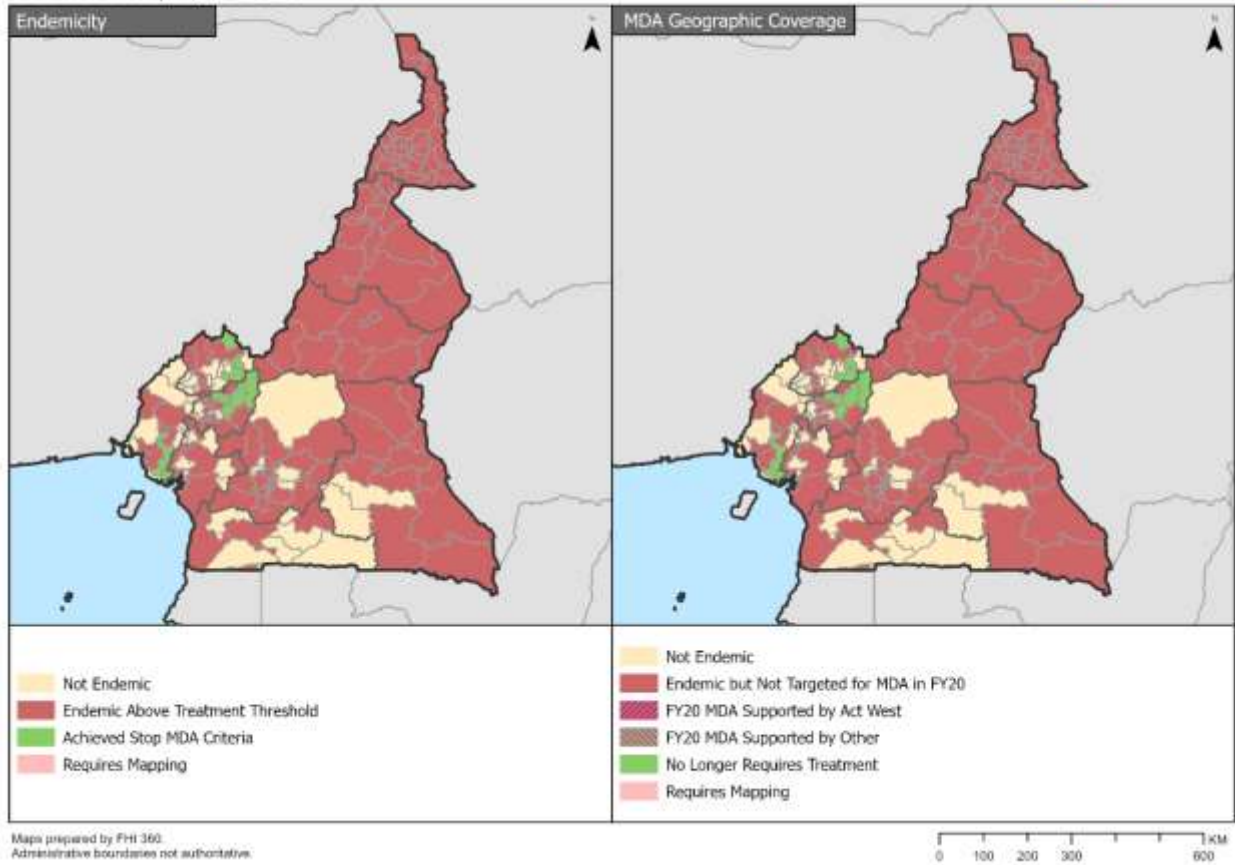 Endemicity
N
MDA Geographic Coverage
N
Not Endemic
Endemic Above Treatment Threshold
Achieved Stop MDA Criteria
Requires Mapping
Not Endemic
Endemic but Not Targeted for MDA in FY20
FY20 MDA Supported by Act West
FY20 MDA Supported by Other
No Longer Requires Treatment
Requires Mapping
Maps prepared by FHI 360.
Administrative boundaries not authoritative.
KM
0 100 200 300 600